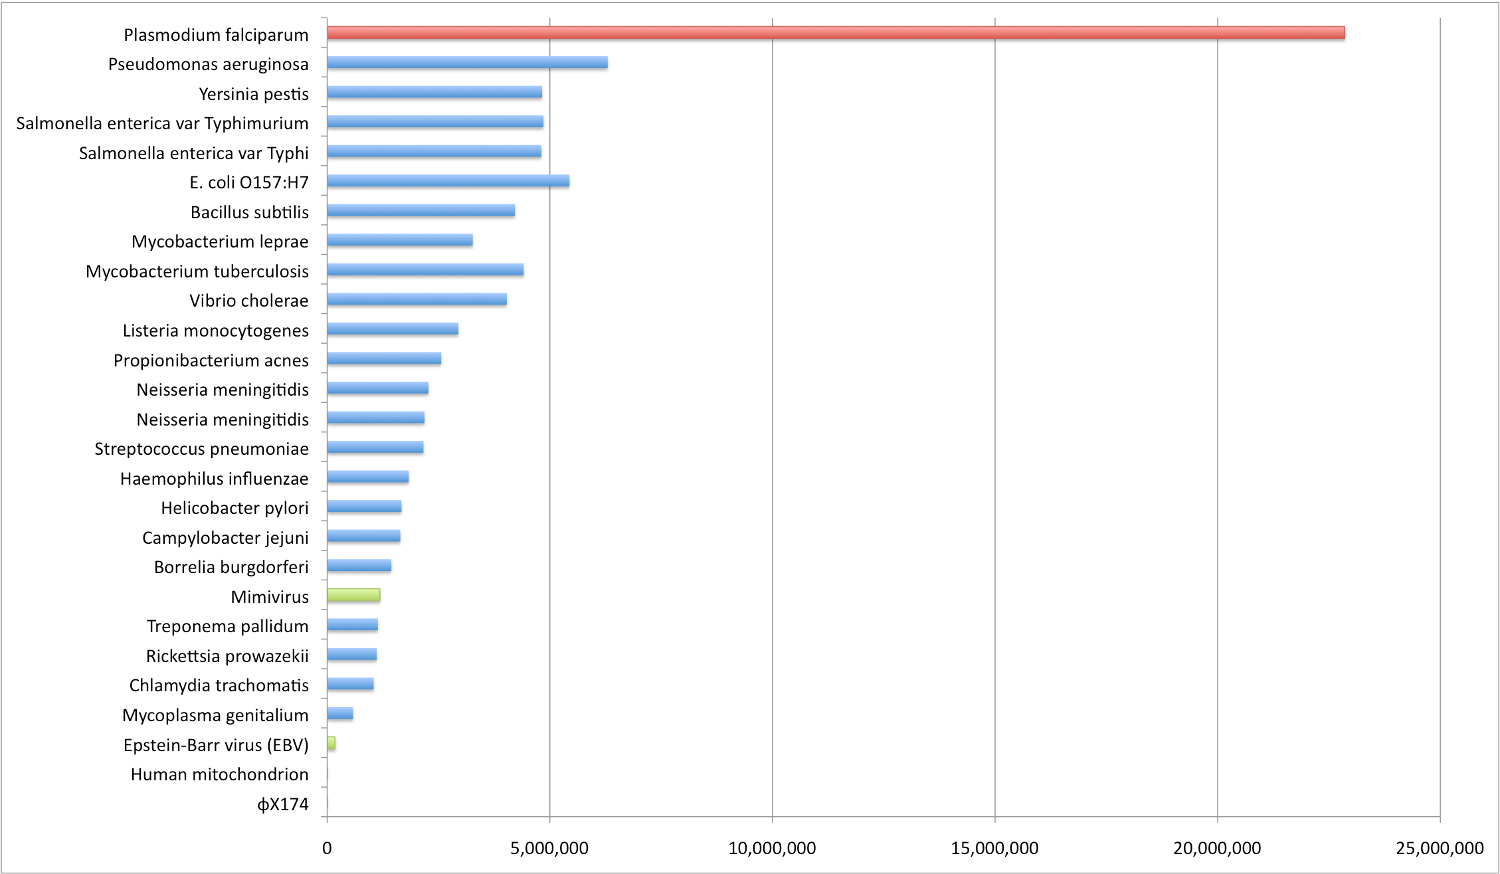 Plasmodium falciparum
Pseudomonas aeruginosa
Yersinia pestis
Salmonella enterica var Typhimurium
Salmonella enterica var Typhi
E. coli O157:H7
Bacillus subtilis
Mycobacterium leprae
Mycobacterium tuberculosis
Vibrio cholerae
Listeria monocytogenes
Propionibacterium acnes
Neisseria meningitidis
Neisseria meningitidis
Streptococcus pneumoniae
Haemophilus influenzae
Helicobacter pylori
Campylobacter jejuni
Borrelia burgdorferi
Mimivirus
Treponema pallidum
Rickettsia prowazekii
Chlamydia trachomatis
Mycoplasma genitalium
Epstein-Barr virus (EBV)
Human mitochondrion
ϕX174
0 5,000,000 10,000,000 15,000,000 20,000,000 25,000,000